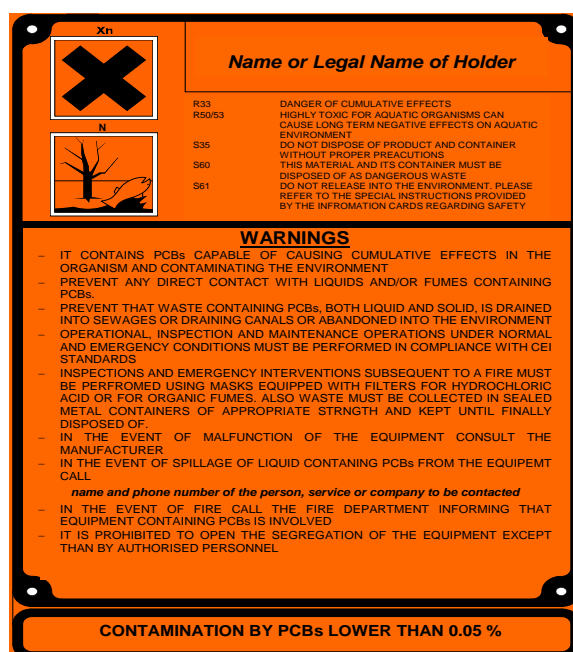 Xn
Name or Legal Name of Holder
N
R33 DANGER OF CUMULATIVE EFFECTS
R50/53 HIGHLY TOXIC FOR AQUATIC ORGANISMS CAN
CAUSE LONG TERM NEGATIVE EFFECTS ON AQUATIC
ENVIRONMENT
S35 DO NOT DISPOSE OF PRODUCT AND CONTAINER
WITHOUT PROPER PREACUTIONS
S60 THIS MATERIAL AND ITS CONTAINER MUST BE
DISPOSED OF AS DANGEROUS WASTE
S61 DO NOT RELEASE INTO THE ENVIRONMENT. PLEASE
REFER TO THE SPECIAL INSTRUCTIONS PROVIDED
BY THE INFROMATION CARDS REGARDING SAFETY
WARNINGS
– IT CONTAINS PCBs CAPABLE OF CAUSING CUMULATIVE EFFECTS IN THE
ORGANISM AND CONTAMINATING THE ENVIRONMENT
– PREVENT ANY DIRECT CONTACT WITH LIQUIDS AND/OR FUMES CONTAINING
PCBs.
– PREVENT THAT WASTE CONTAINING PCBs, BOTH LIQUID AND SOLID, IS DRAINED
INTO SEWAGES OR DRAINING CANALS OR ABANDONED INTO THE ENVIRONMENT
– OPERATIONAL, INSPECTION AND MAINTENANCE OPERATIONS UNDER NORMAL
AND EMERGENCY CONDITIONS MUST BE PERFORMED IN COMPLIANCE WITH CEI
STANDARDS
– INSPECTIONS AND EMERGENCY INTERVENTIONS SUBSEQUENT TO A FIRE MUST
BE PERFROMED USING MASKS EQUIPPED WITH FILTERS FOR HYDROCHLORIC
ACID OR FOR ORGANIC FUMES. ALSO WASTE MUST BE COLLECTED IN SEALED
METAL CONTAINERS OF APPROPRIATE STRNGTH AND KEPT UNTIL FINALLY
DISPOSED OF.
– IN THE EVENT OF MALFUNCTION OF THE EQUIPMENT CONSULT THE
MANUFACTURER
– IN THE EVENT OF SPILLAGE OF LIQUID CONTANING PCBs FROM THE EQUIPEMT
CALL
name and phone number of the person, service or company to be contacted
– IN THE EVENT OF FIRE CALL THE FIRE DEPARTMENT INFORMING THAT
EQUIPMENT CONTAINING PCBs IS INVOLVED
– IT IS PROHIBITED TO OPEN THE SEGREGATION OF THE EQUIPMENT EXCEPT
THAN BY AUTHORISED PERSONNEL
CONTAMINATION BY PCBs LOWER THAN 0.05 %